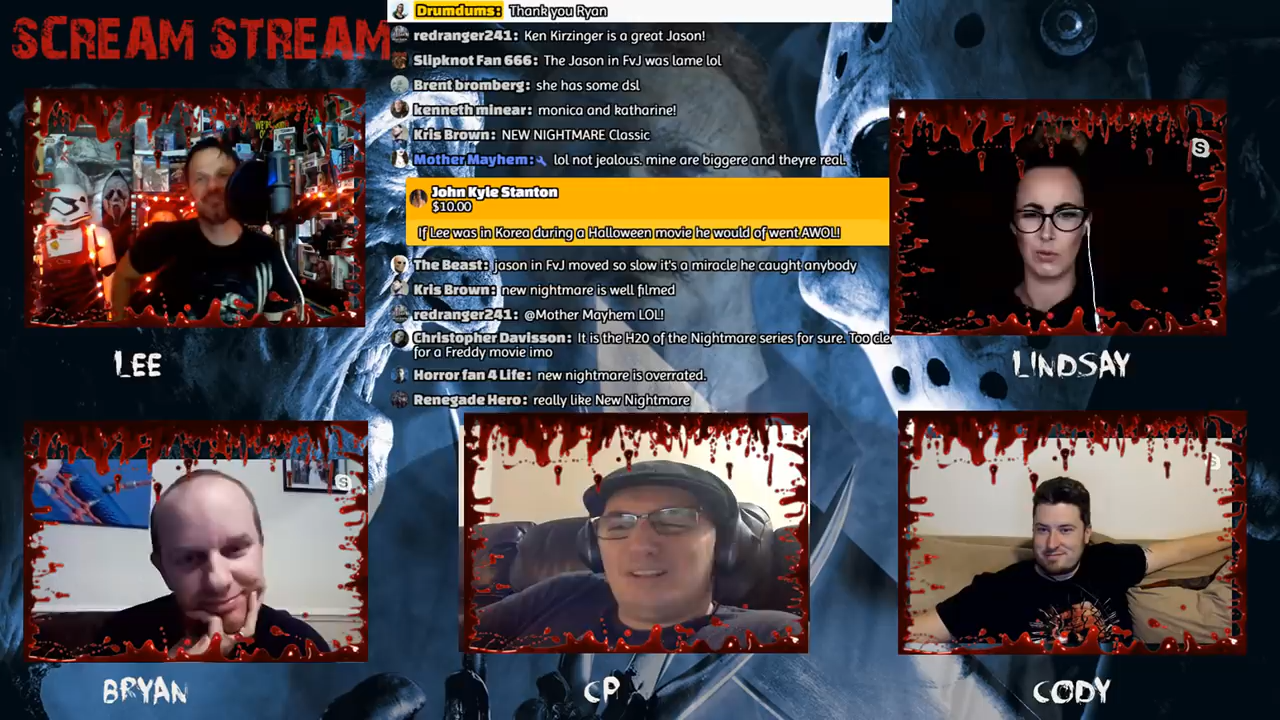 SCREAM STREAM
Drumdums: Thank you Ryan
redranger241: Ken Kirzinger is a great Jason!
Slipknot Fan 666: The Jason in FvJ was lame lol
Brent bromberg: she has some dsl
kenneth minear: monica and katharine!
Kris Brown: NEW NIGHTMARE Classic
Mother Mayhem: lol not jealous. mine are biggere and theyre real.
John Kyle Stanton
$10.00
If Lee was in Korea during a Halloween movie he would of went AWOL!
The Beast: jason in FvJ moved so slow it's a miracle he caught anybody
Kris Brown: new nightmare is well filmed
redranger241: @Mother Mayhem LOL!
Christopher Davisson: It is the H20 of the Nightmare series for sure. Too cle
for a Freddy movie imo
Horror fan 4 Life: new nightmare is overrated.
Renegade Hero: really like New Nightmare
LEE
LINDSAY
BRYAN
CP
CODY